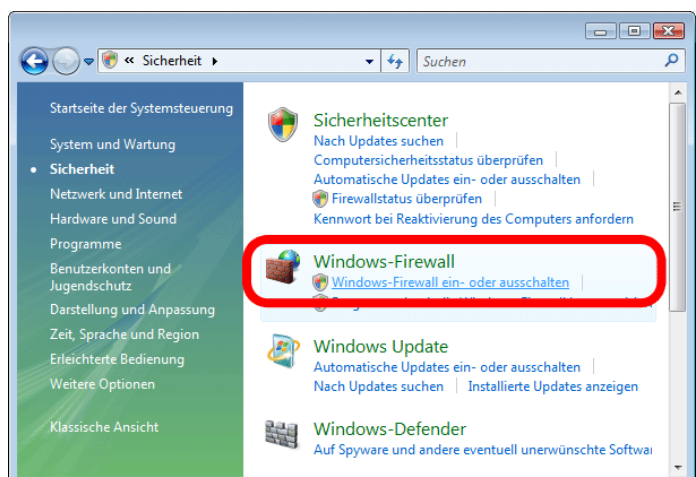 « Sicherheit
Suchen
Startseite der Systemsteuerung
System und Wartung
• Sicherheit
Netzwerk und Internet
Hardware und Sound
Programme
Benutzerkonten und
Jugendschutz
Darstellung und Anpassung
Zeit, Sprache und Region
Erleichterte Bedienung
Weitere Optionen
Klassische Ansicht
Sicherheitscenter
Nach Updates suchen
Computersicherheitsstatus überprüfen
Automatische Updates ein- oder ausschalten
Firewallstatus überprüfen
Kennwort bei Reaktivierung des Computers anfordern
Windows-Firewall
Windows-Firewall ein- oder ausschalten
Windows Update
Automatische Updates ein- oder ausschalten
Nach Updates suchen Installierte Updates anzeigen
Windows-Defender
Auf Spyware und andere eventuell unerwünschte Softwa